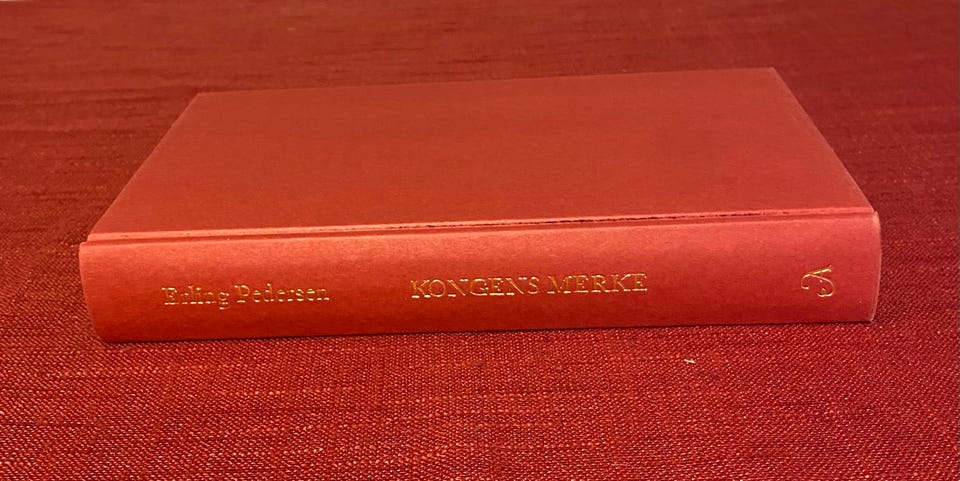 Erling Pedersen
KONGENS MERKE
A